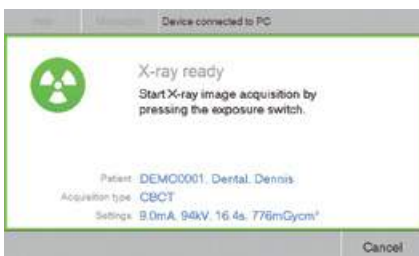 Device connected to PC
X-ray ready
Start X-ray image acquisition by
pressing the exposure switch.
Patient DEMO0001, Dental, Dennis
Acquisition type CBCT
Settings 9.0mA, 94kV, 16.4s, 776mGycm²
Cancel